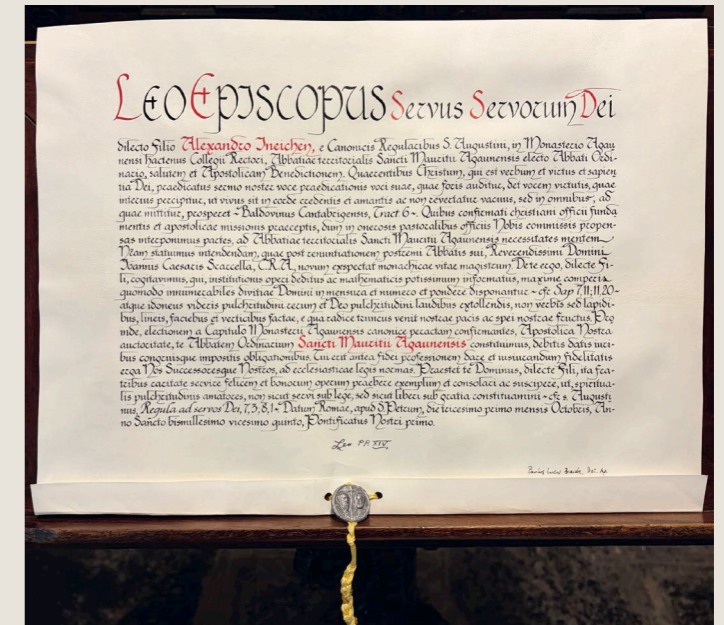 LEO EPISCOPUS Servus Servorum Dei
dilecto Filio Alexandro Ineichen, e Canonicis Regularibus S. Augustini, in Monasterio Agau-
nensi hactenus Collegii Rectori, Abbatiae territorialis Sancti Mauritii Agaunensis electo Abbati Ordi-
nario, salutem et Apostolicam Benedictionem. Quaerentibus Christum, qui est verbum et virtus et sapien-
tia Dei, praedicatus sermo noster voce praedicationis voci suae, quae foris auditur, det vocem virtutis, quae
interius percipitur, ut vivus sit in corde credentis et amantis ac non revertatur vacuus, sed in omnibus, ad
quae mittitur, prosperet - Baldovinus Cantabrigensis, Tract 6 -. Quibus confirmati christiani officii funda-
mentis et apostolicae missionis praeceptis, dum in onerosis pastoralibus officiis Nobis commissis propen-
sas interponimus partes, ad Abbatiae territorialis Sancti Mauritii Agaunensis necessitates mentem
Nram statuimus intendendam, quae post renuntiationem postremi Abbatis sui, Reverendissimi Domini
Ioannis Caesaris Scarcella, C.R.A., novum exspectat monachicae vitae magistrum. De te ergo, dilecte Fi-
li, cogitavimus, qui, institutionis operi deditus ac mathematicis potissimum informatus, maxime comperis
quomodo innumerabiles divitiae Domini in mensura et numero et pondere disponantur - cfr. Sap 7,11; 11,20 -
atque idoneus videris pulchritudini rerum et Deo pulchritudini laudibus extollendis, non verbis sed lapidi-
bus, lineis, faciebus et verticibus factae, e qua radice tenus venit nostrae pacis ac spei nostrae fructus. Pro-
inde, electionem a Capitulo Monasterii Agaunensis canonice peractam confirmantes, Apostolica Nostra
auctoritate, te Abbatem Ordinarium Sancti Mauritii Agaunensis constituimus, debitis datis iuri-
bus congruisque impositis obligationibus. Tui erit antea fidei professionem dare et iusiurandum fidelitatis
erga Nos Successoresque Nostros, ad ecclesiasticae legis normas. Praestet te Dominus, dilecte Fili, ita fra-
tribus caritate servire felicem et bonorum operum praebere exemplum et consolari ac suscipere, ut, spiritua-
lis pulchritudinis amatores, non sicut servi sub lege, sed sicut liberi sub gratia constituamini - cfr. s. Augusti-
nus, Regula ad servos Dei, 7,3; 8,1 -. Datum Romae, apud S. Petrum, die tricesimo primo mensis Octobris, An-
no Sancto bismillesimo vicesimo quinto, Pontificatus Nostri primo.
Leo PP. XIV